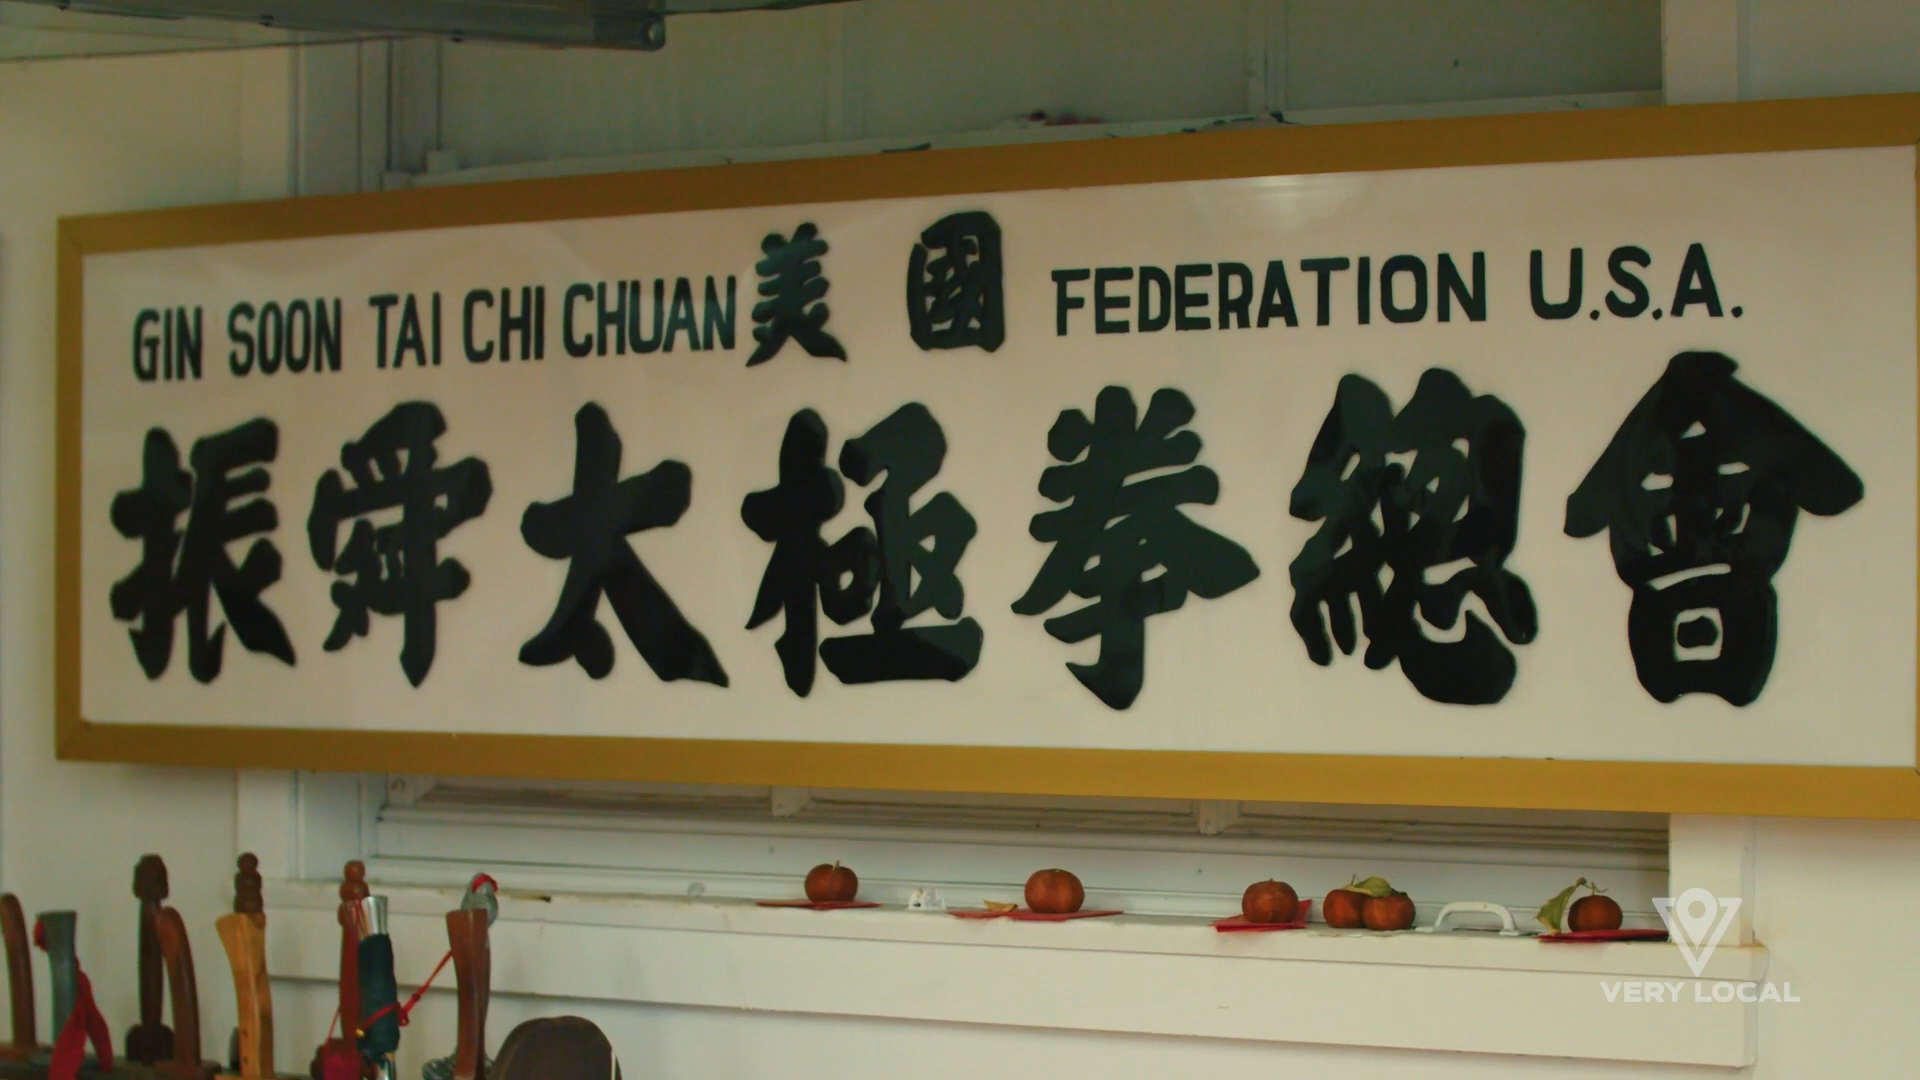 GIN SOON TAI CHI CHUAN 美國 FEDERATION U.S.A.
振舜太極拳總會
VERY LOCAL